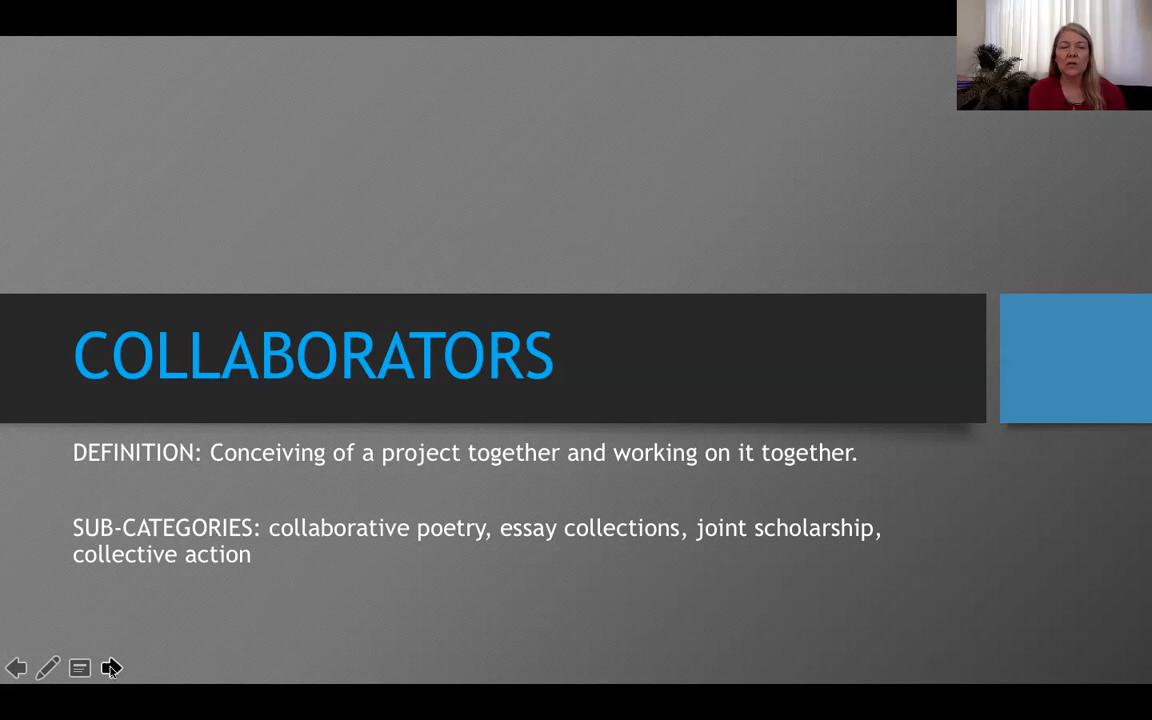 COLLABORATORS
DEFINITION: Conceiving of a project together and working on it together.
SUB-CATEGORIES: collaborative poetry, essay collections, joint scholarship,
collective action